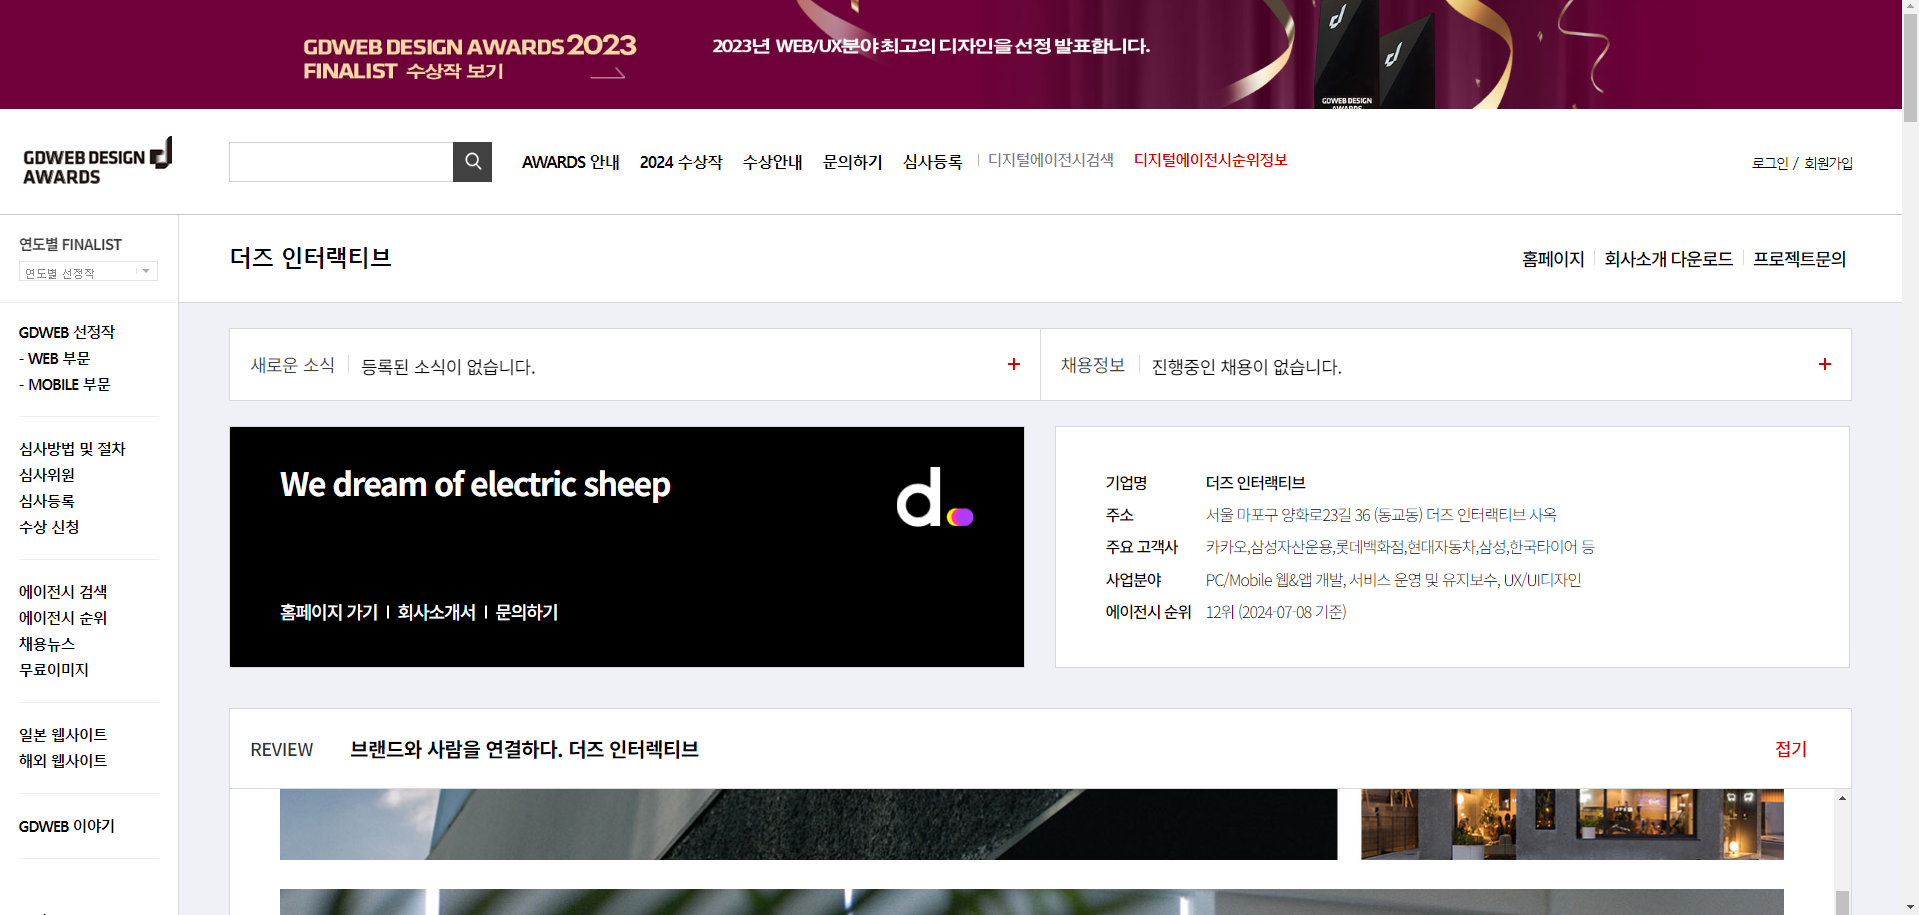 GDWEB DESIGN AWARDS 2023
FINALIST 수상작 보기
2023년 WEB/UX분야 최고의 디자인을 선정 발표합니다.
GDWEB DESIGN
AWARDS
GDWEB DESIGN
AWARDS
AWARDS 안내
2024 수상작
수상안내
문의하기
심사등록
디지털에이전시검색
디지털에이전시순위정보
로그인 / 회원가입
연도별 FINALIST
연도별 선정작
더즈 인터랙티브
홈페이지
회사소개 다운로드
프로젝트문의
GDWEB 선정작
- WEB 부문
- MOBILE 부문
심사방법 및 절차
심사위원
심사등록
수상 신청
에이전시 검색
에이전시 순위
채용뉴스
무료이미지
일본 웹사이트
해외 웹사이트
GDWEB 이야기
새로운 소식
등록된 소식이 없습니다.
+
채용정보
진행중인 채용이 없습니다.
+
We dream of electric sheep
d.
홈페이지 가기 | 회사소개서 | 문의하기
기업명 더즈 인터랙티브
주소 서울 마포구 양화로23길 36 (동교동) 더즈 인터랙티브 사옥
주요 고객사 카카오,삼성자산운용,롯데백화점,현대자동차,삼성,한국타이어 등
사업분야 PC/Mobile 웹&앱 개발, 서비스 운영 및 유지보수, UX/UI디자인
에이전시 순위 12위 (2024-07-08 기준)
REVIEW
브랜드와 사람을 연결하다. 더즈 인터렉티브
접기